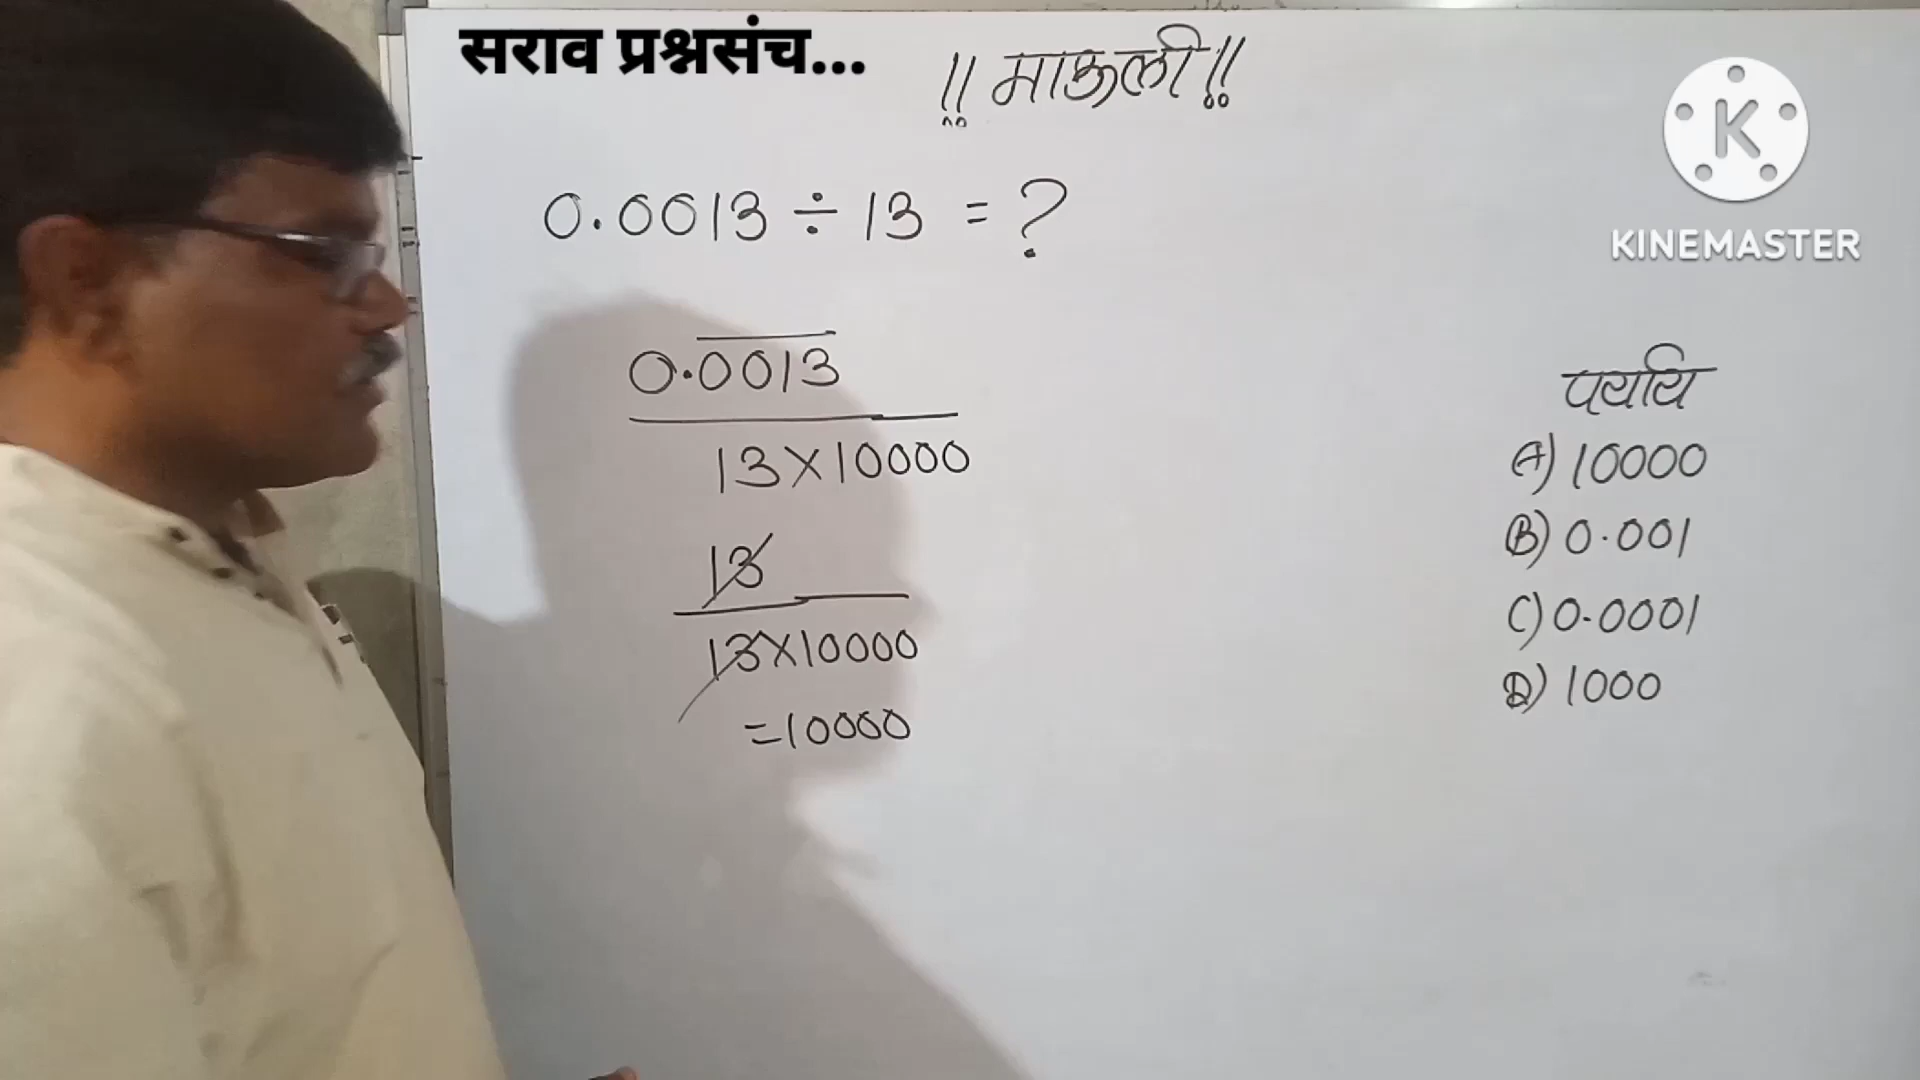 सराव प्रश्नसंच...
!! माऊली !!
KINEMASTER
0.0013 ÷ 13 = ?
0.0013
13×10000
13
13×10000
=10000
पर्याय
A) 10000
B) 0.001
C) 0.0001
D) 1000